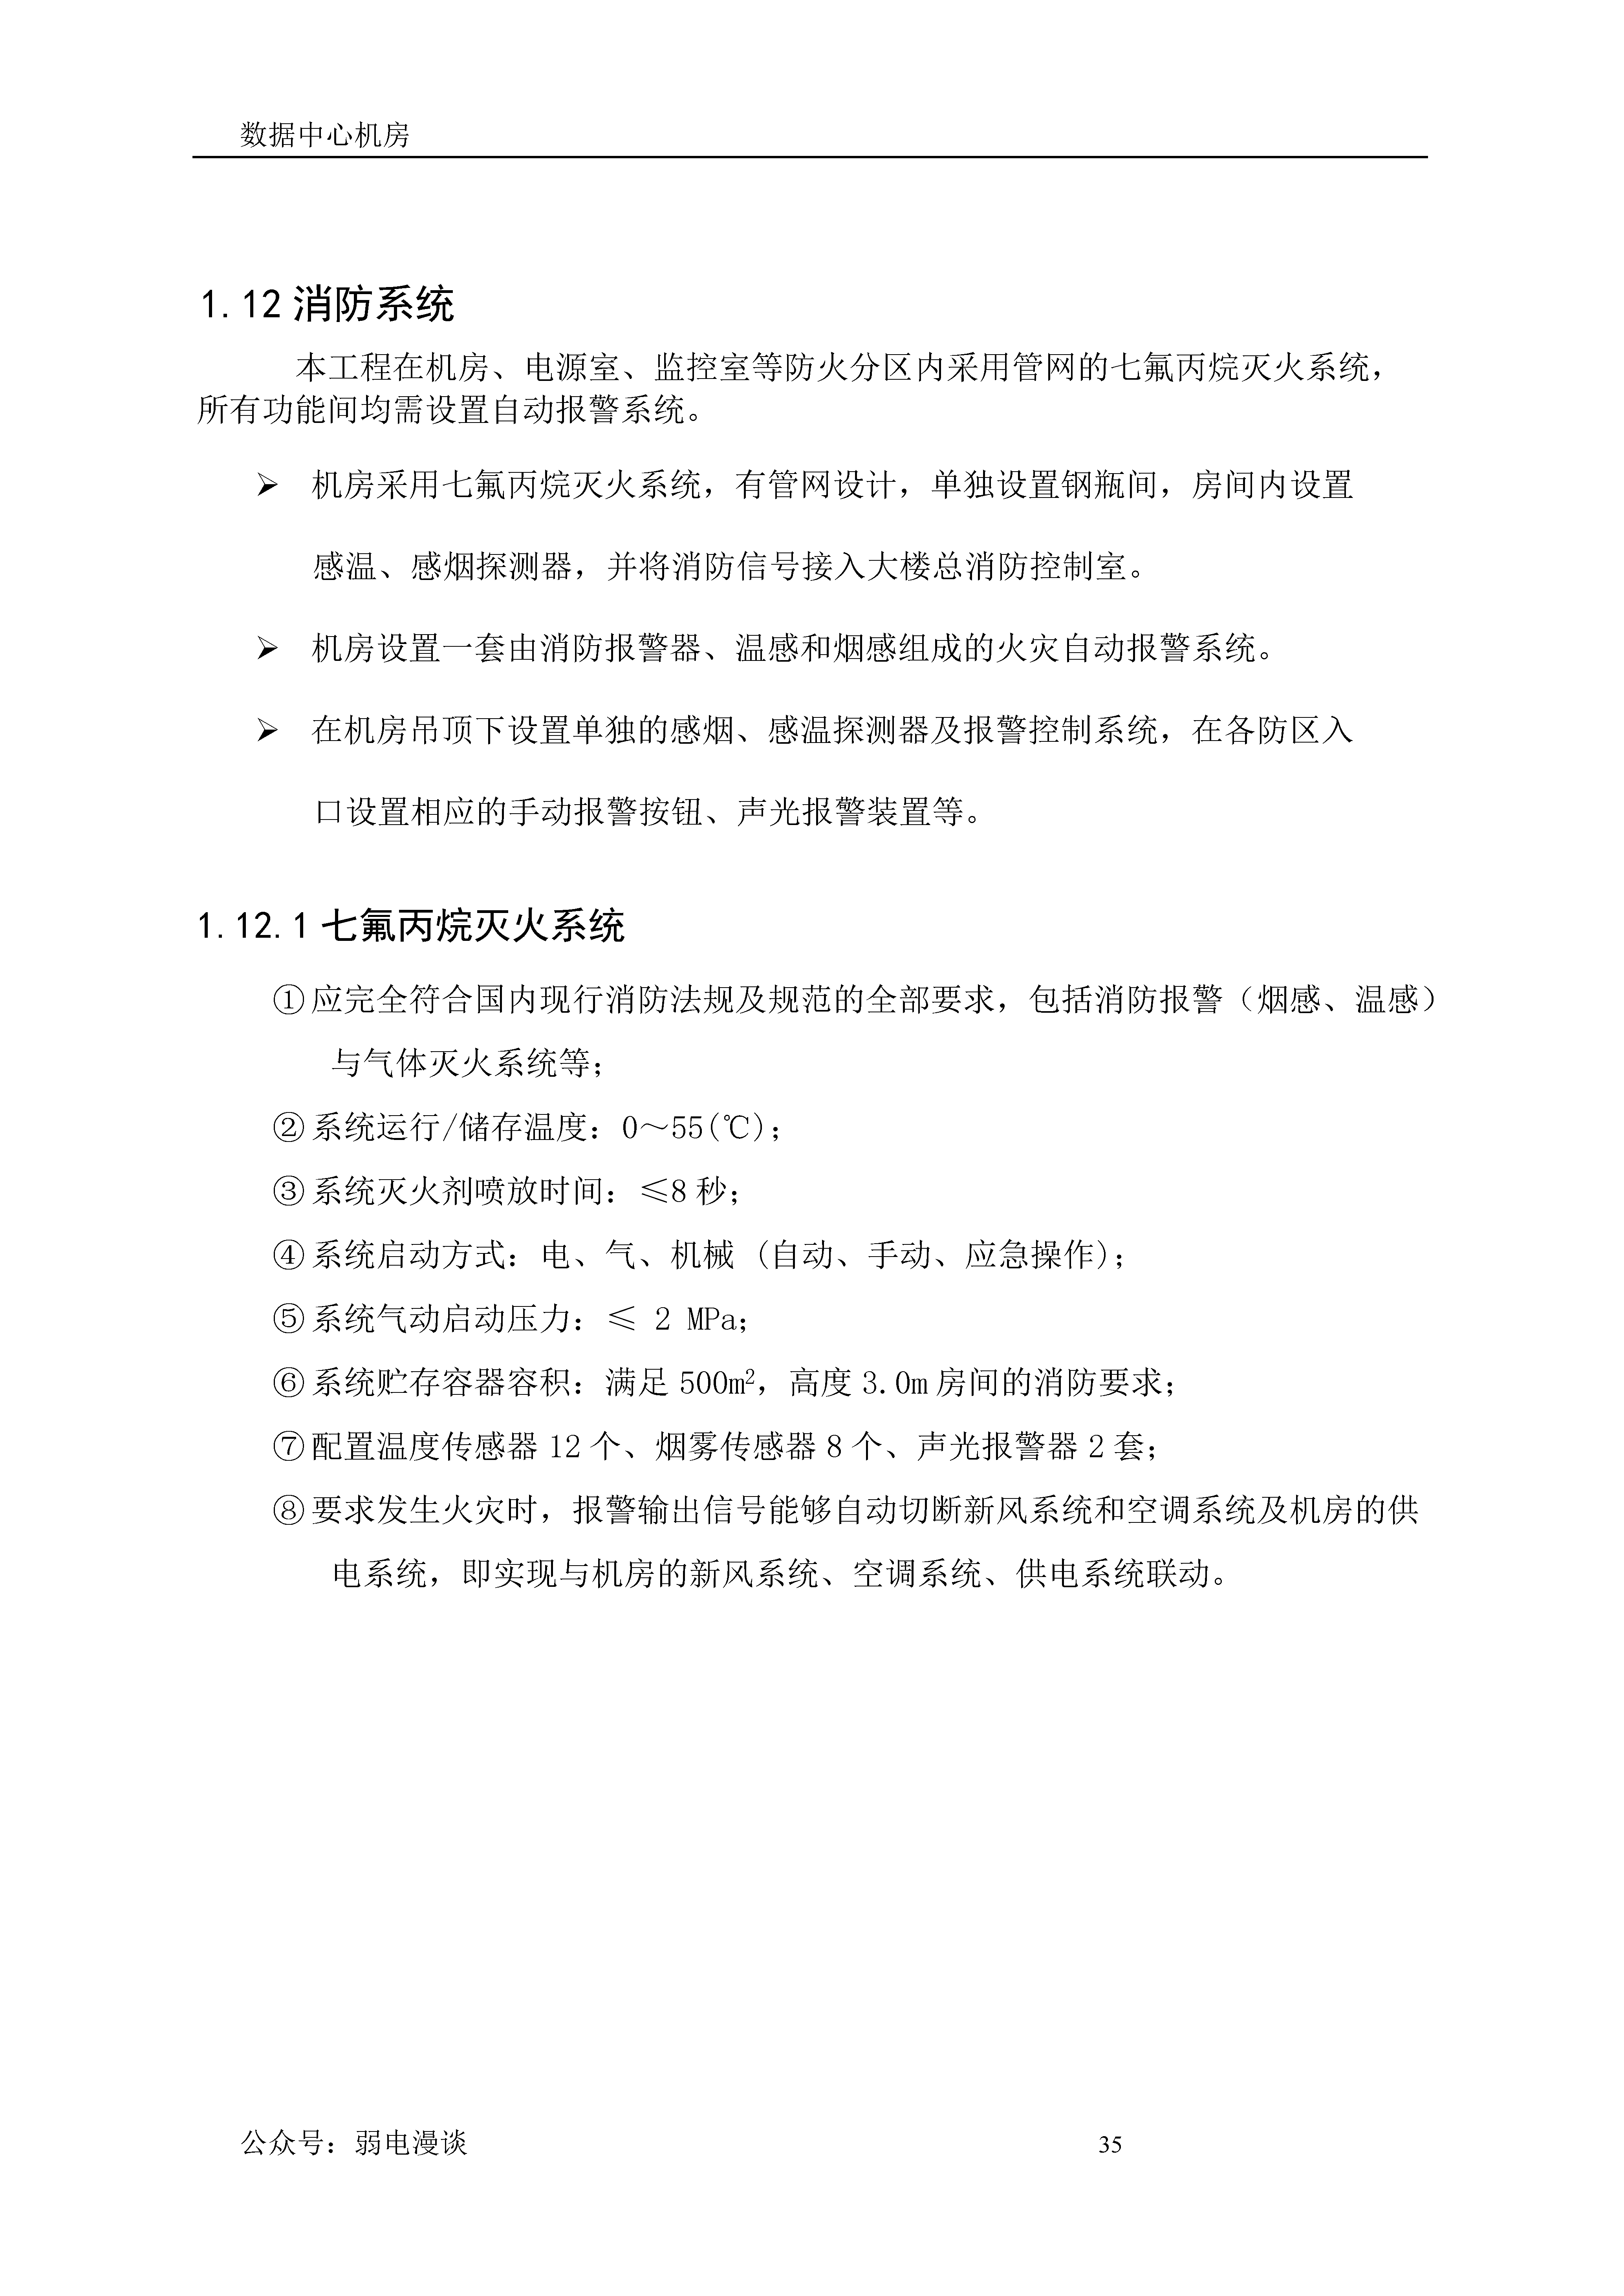 数据中心机房
1.12 消防系统
本工程在机房、电源室、监控室等防火分区内采用管网的七氟丙烷灭火系统，
所有功能间均需设置自动报警系统。
➢ 机房采用七氟丙烷灭火系统，有管网设计，单独设置钢瓶间，房间内设置
感温、感烟探测器，并将消防信号接入大楼总消防控制室。
➢ 机房设置一套由消防报警器、温感和烟感组成的火灾自动报警系统。
➢ 在机房吊顶下设置单独的感烟、感温探测器及报警控制系统，在各防区入
口设置相应的手动报警按钮、声光报警装置等。
1.12.1 七氟丙烷灭火系统
① 应完全符合国内现行消防法规及规范的全部要求，包括消防报警（烟感、温感）
与气体灭火系统等；
② 系统运行/储存温度：0～55(℃)；
③ 系统灭火剂喷放时间：≤8 秒；
④ 系统启动方式：电、气、机械 (自动、手动、应急操作)；
⑤ 系统气动启动压力：≤ 2 MPa；
⑥ 系统贮存容器容积：满足 500m²，高度 3.0m 房间的消防要求；
⑦ 配置温度传感器 12 个、烟雾传感器 8 个、声光报警器 2 套；
⑧ 要求发生火灾时，报警输出信号能够自动切断新风系统和空调系统及机房的供
电系统，即实现与机房的新风系统、空调系统、供电系统联动。
公众号：弱电漫谈 35